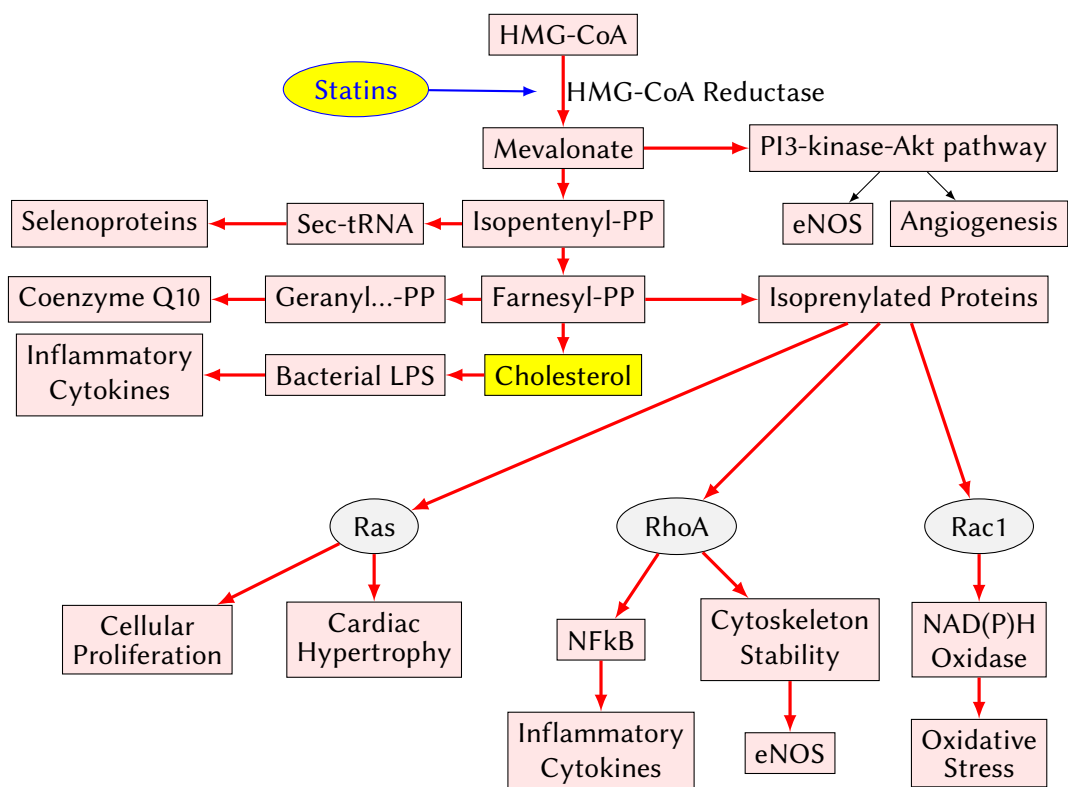 HMG-CoA
Statins
HMG-CoA Reductase
Mevalonate
PI3-kinase-Akt pathway
Selenoproteins
Sec-tRNA
Isopentenyl-PP
eNOS
Angiogenesis
Coenzyme Q10
Geranyl...-PP
Farnesyl-PP
Isoprenylated Proteins
Inflammatory
Cytokines
Bacterial LPS
Cholesterol
Ras
RhoA
Rac1
Cellular
Proliferation
Cardiac
Hypertrophy
NFkB
Cytoskeleton
Stability
NAD(P)H
Oxidase
Inflammatory
Cytokines
eNOS
Oxidative
Stress